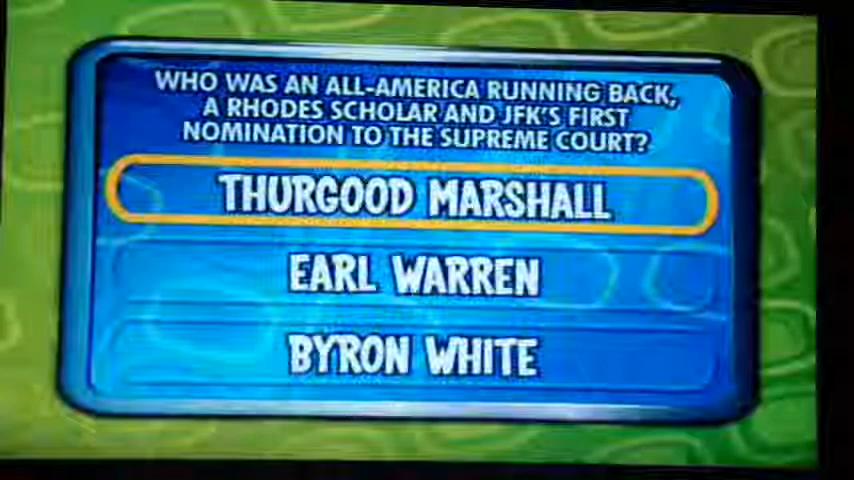 WHO WAS AN ALL-AMERICA RUNNING BACK,
A RHODES SCHOLAR AND JFK'S FIRST
NOMINATION TO THE SUPREME COURT?
THURGOOD MARSHALL
EARL WARREN
BYRON WHITE